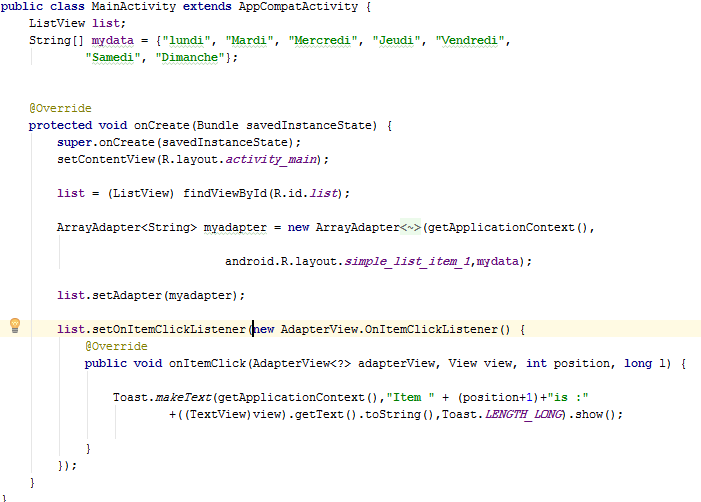 public class MainActivity extends AppCompatActivity {
ListView list;
String[] mydata = {"lundi", "Mardi", "Mercredi", "Jeudi", "Vendredi",
"Samedi", "Dimanche"};
@Override
protected void onCreate(Bundle savedInstanceState) {
super.onCreate(savedInstanceState);
setContentView(R.layout.activity_main);
list = (ListView) findViewById(R.id.list);
ArrayAdapter<String> myadapter = new ArrayAdapter<~>(getApplicationContext(),
android.R.layout.simple_list_item_1,mydata);
list.setAdapter(myadapter);
list.setOnItemClickListener(new AdapterView.OnItemClickListener() {
@Override
public void onItemClick(AdapterView<?> adapterView, View view, int position, long l) {
Toast.makeText(getApplicationContext(),"Item " + (position+1)+"is :"
+((TextView)view).getText().toString(),Toast.LENGTH_LONG).show();
}
});
}
}